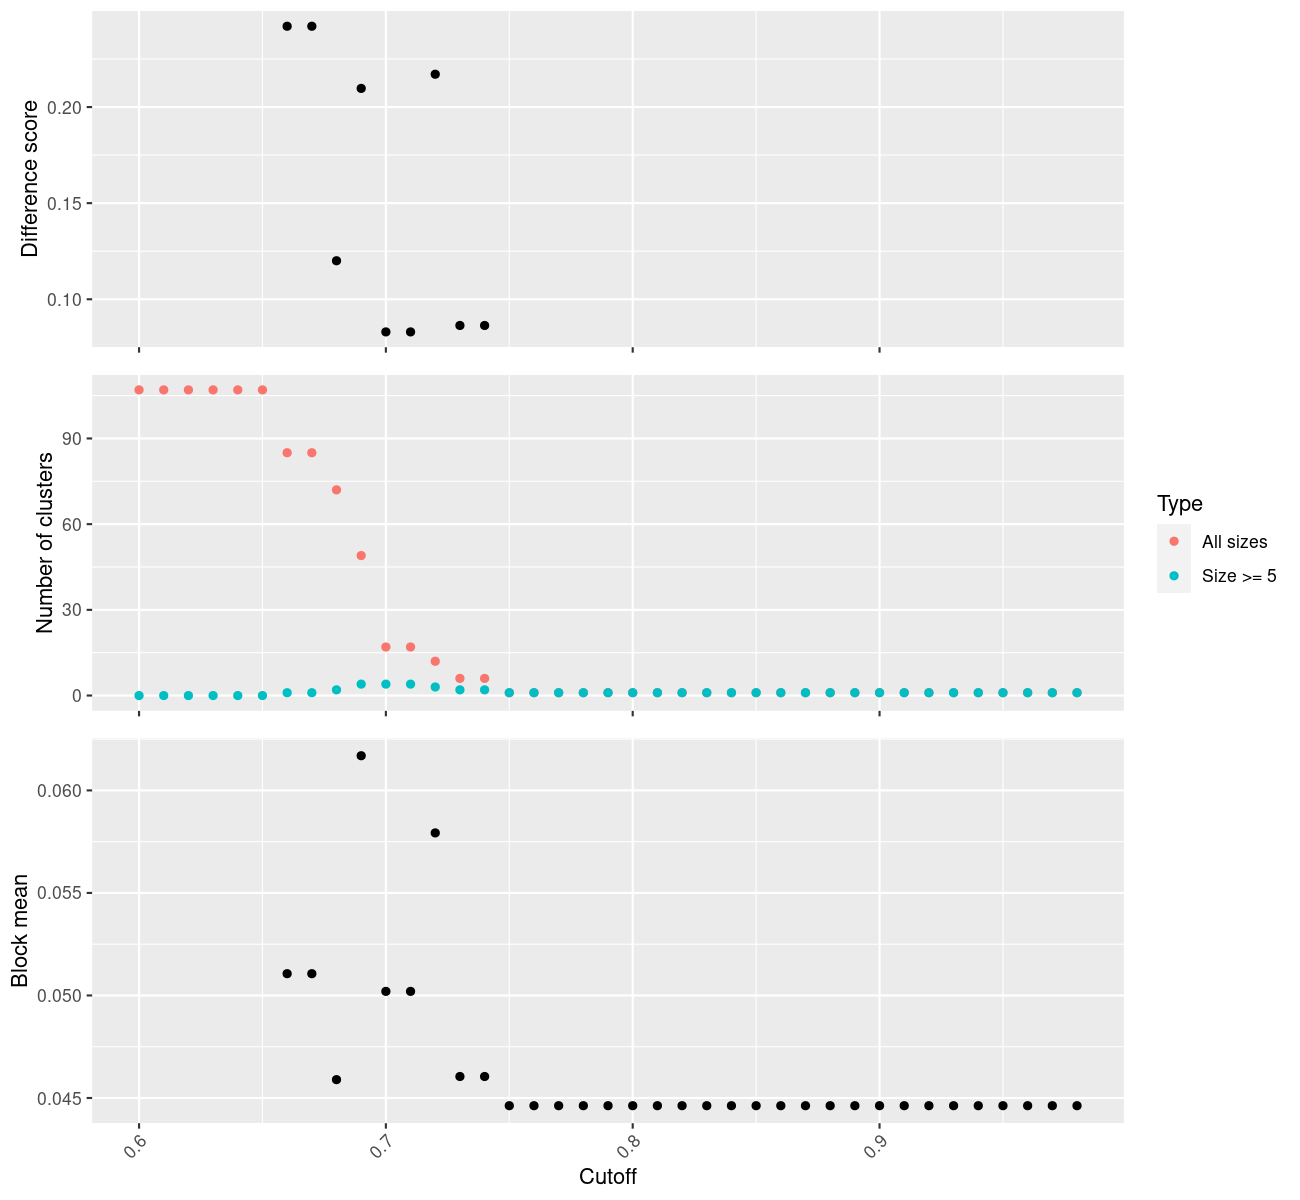 Difference score
0.20
0.15
0.10
Number of clusters
90
60
30
0
Type
All sizes
Size >= 5
Block mean
0.060
0.055
0.050
0.045
0.6
0.7
0.8
0.9
Cutoff